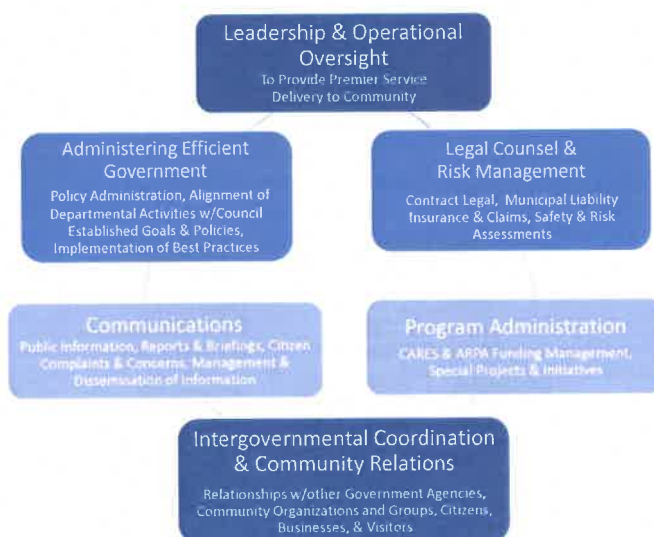 Leadership & Operational
Oversight
To Provide Premier Service
Delivery to Community
Administering Efficient
Government
Policy Administration, Alignment of
Departmental Activities w/Council
Established Goals & Policies,
Implementation of Best Practices
Legal Counsel &
Risk Management
Contract Legal, Municipal Liability
Insurance & Claims, Safety & Risk
Assessments
Communications
Public Information, Reports & Briefings, Citizen
Complaints & Concerns, Management &
Dissemination of Information
Program Administration
CARES & ARPA Funding Management,
Special Projects & Initiatives
Intergovernmental Coordination
& Community Relations
Relationships w/other Government Agencies,
Community Organizations and Groups, Citizens,
Businesses, & Visitors